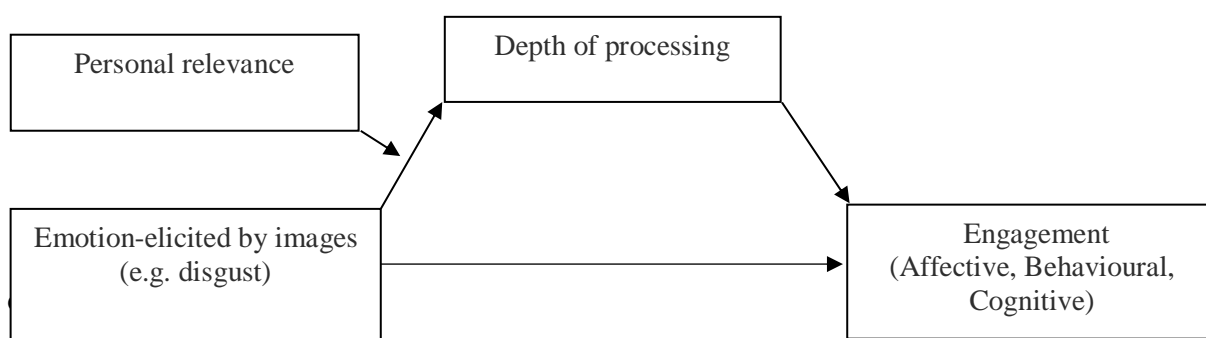 Depth of processing
Personal relevance
Emotion-elicited by images
(e.g. disgust)
Engagement
(Affective, Behavioural,
Cognitive)